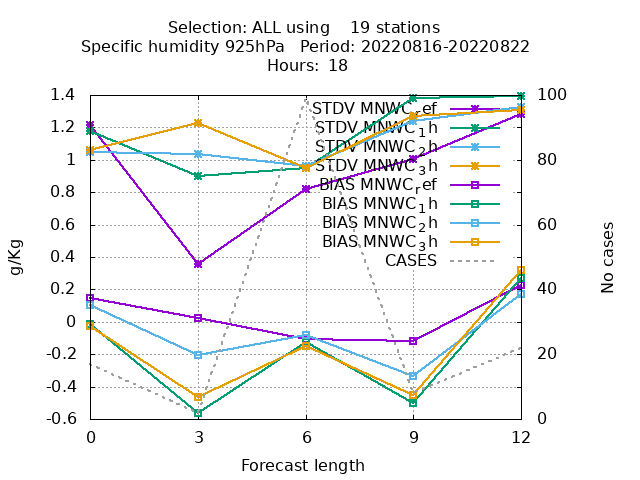 Selection: ALL using 19 stations
Specific humidity 925hPa Period: 20220816-20220822
Hours: 18
1.4
1.2
1
0.8
0.6
0.4
0.2
0
-0.2
-0.4
-0.6
g/Kg
STDV MNWC_ref
STDV MNWC_1h
STDV MNWC_2h
STDV MNWC_3h
BIAS MNWC_ref
BIAS MNWC_1h
BIAS MNWC_2h
BIAS MNWC_3h
CASES
100
80
60
40
20
0
No cases
0 3 6 9 12
Forecast length